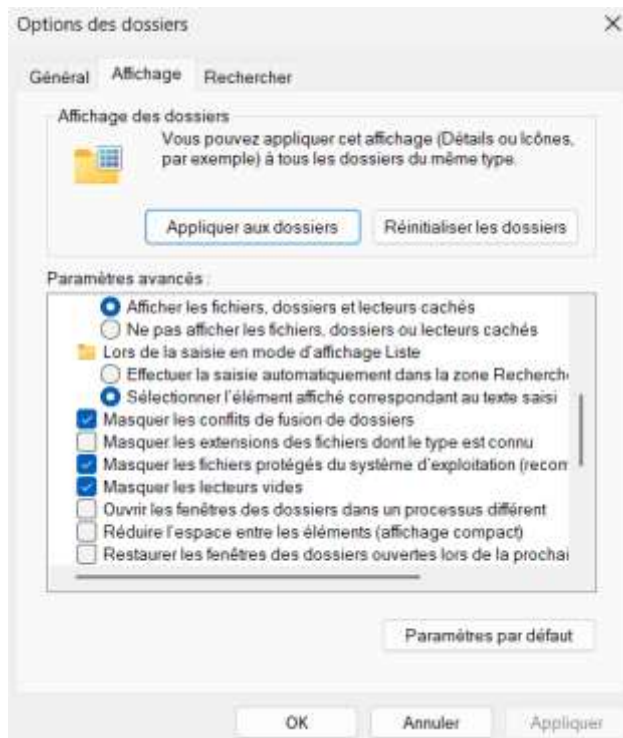 Options des dossiers
Général Affichage Rechercher
Affichage des dossiers
Vous pouvez appliquer cet affichage (Détails ou Icônes,
par exemple) à tous les dossiers du même type.
Appliquer aux dossiers Réinitialiser les dossiers
Paramètres avancés :
Afficher les fichiers, dossiers et lecteurs cachés
Ne pas afficher les fichiers, dossiers ou lecteurs cachés
Lors de la saisie en mode d'affichage Liste
Effectuer la saisie automatiquement dans la zone Recherch
Sélectionner l'élément affiché correspondant au texte saisi
Masquer les conflits de fusion de dossiers
Masquer les extensions des fichiers dont le type est connu
Masquer les fichiers protégés du système d'exploitation (recom
Masquer les lecteurs vides
Ouvrir les fenêtres des dossiers dans un processus différent
Réduire l'espace entre les éléments (affichage compact)
Restaurer les fenêtres des dossiers ouvertes lors de la prochai
Paramètres par défaut
OK Annuler Appliquer